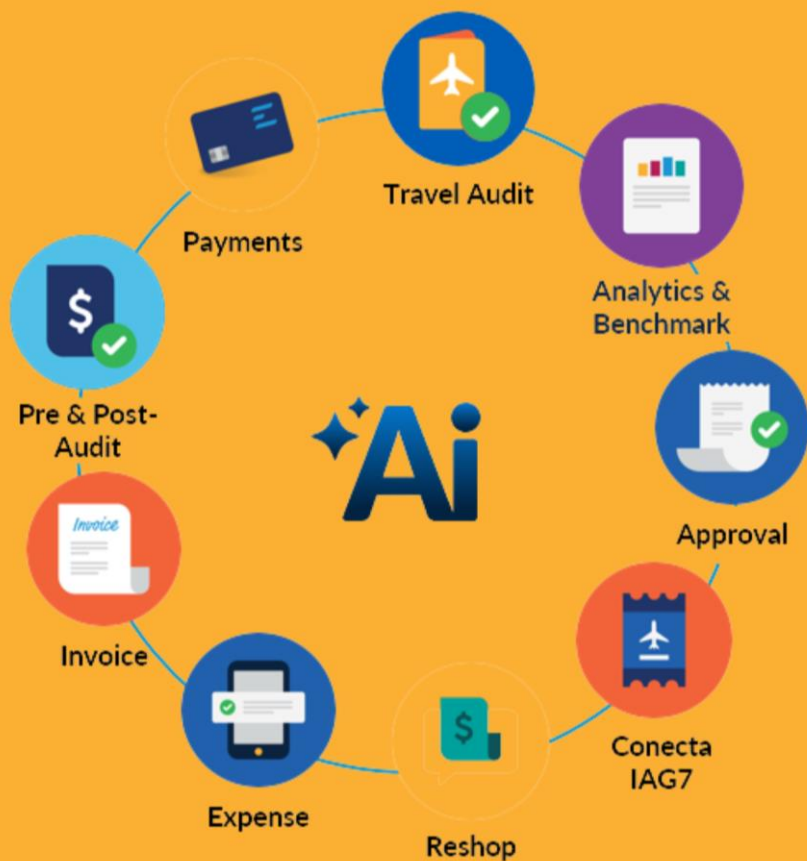 Travel Audit
Payments
Analytics &
Benchmark
$
Pre & Post-
Audit
Ai
Approval
Invoice
Invoice
$
Conecta
IAG7
Expense
Reshop